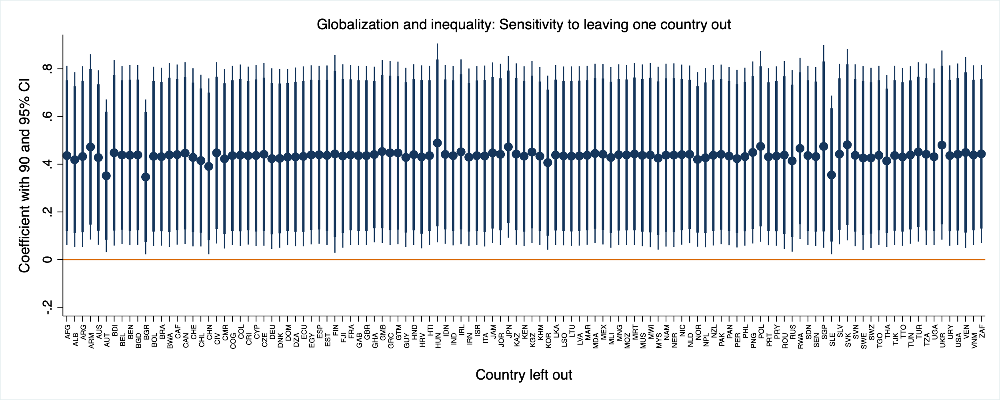 Globalization and inequality: Sensitivity to leaving one country out
Coefficient with 90 and 95% CI
.8
.6
.4
.2
0
-.2
AFG ALB ARG ARM AUS AUT BDI BEL BEN BGD BGR BOL BRA BWA CAF CAN CHE CHL CHN CIV CMR COG COL CRI CYP CZE DEU DNK DOM DZA ECU EGY ESP EST FIN FJI FRA GAB GBR GHA GMB GRC GTM GUY HND HRV HTI HUN IDN IND IRL IRN ISR ITA JAM JOR JPN KAZ KEN KGZ KHM KOR LKA LSO LTU LVA MAR MDA MEX MLI MNG MOZ MRT MUS MWI MYS NAM NER NIC NLD NOR NPL NZL PAK PAN PER PHL PNG POL PRT PRY ROU RUS RWA SDN SEN SGP SLE SLV SVK SVN SWE SWZ TGO THA TJK TTO TUN TUR TZA UGA UKR URY USA VEN VNM ZAF
Country left out